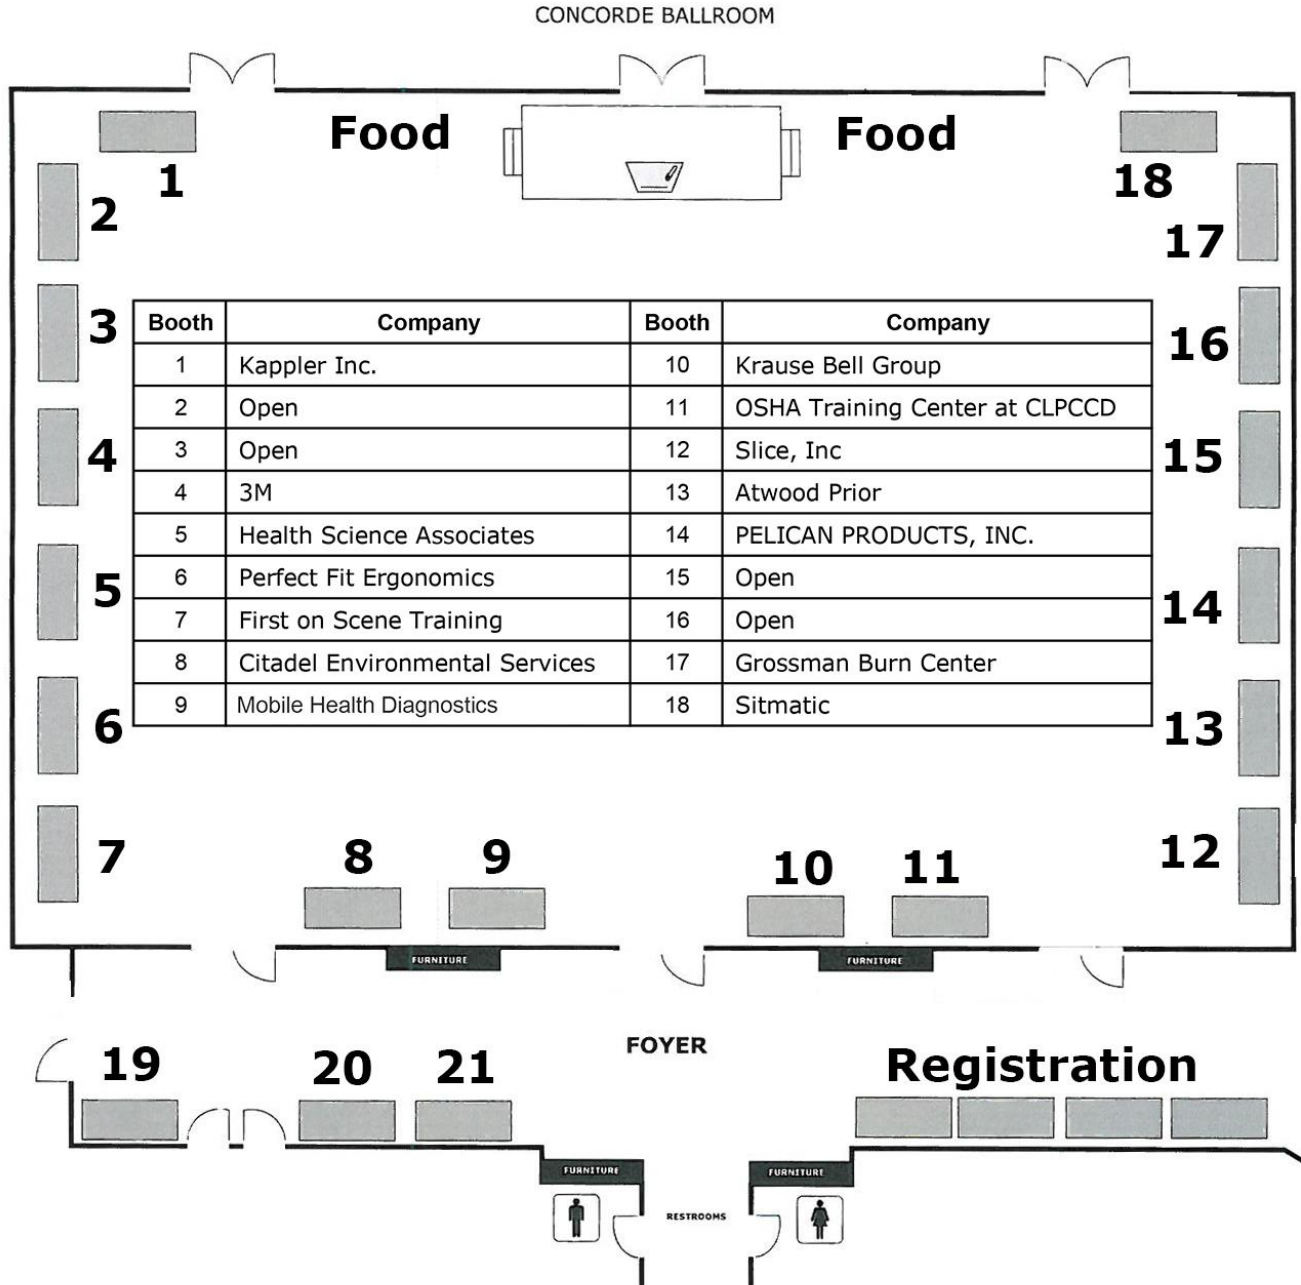 CONCORDE BALLROOM
Food
Food
1
18
2
17
3
16
4
15
5
14
6
13
7
12
Booth Company Booth Company
1 Kappler Inc. 10 Krause Bell Group
2 Open 11 OSHA Training Center at CLPCCD
3 Open 12 Slice, Inc
4 3M 13 Atwood Prior
5 Health Science Associates 14 PELICAN PRODUCTS, INC.
6 Perfect Fit Ergonomics 15 Open
7 First on Scene Training 16 Open
8 Citadel Environmental Services 17 Grossman Burn Center
9 Mobile Health Diagnostics 18 Sitmatic
8
9
10
11
FURNITURE
FURNITURE
FOYER
19
20
21
Registration
FURNITURE
FURNITURE
RESTROOMS